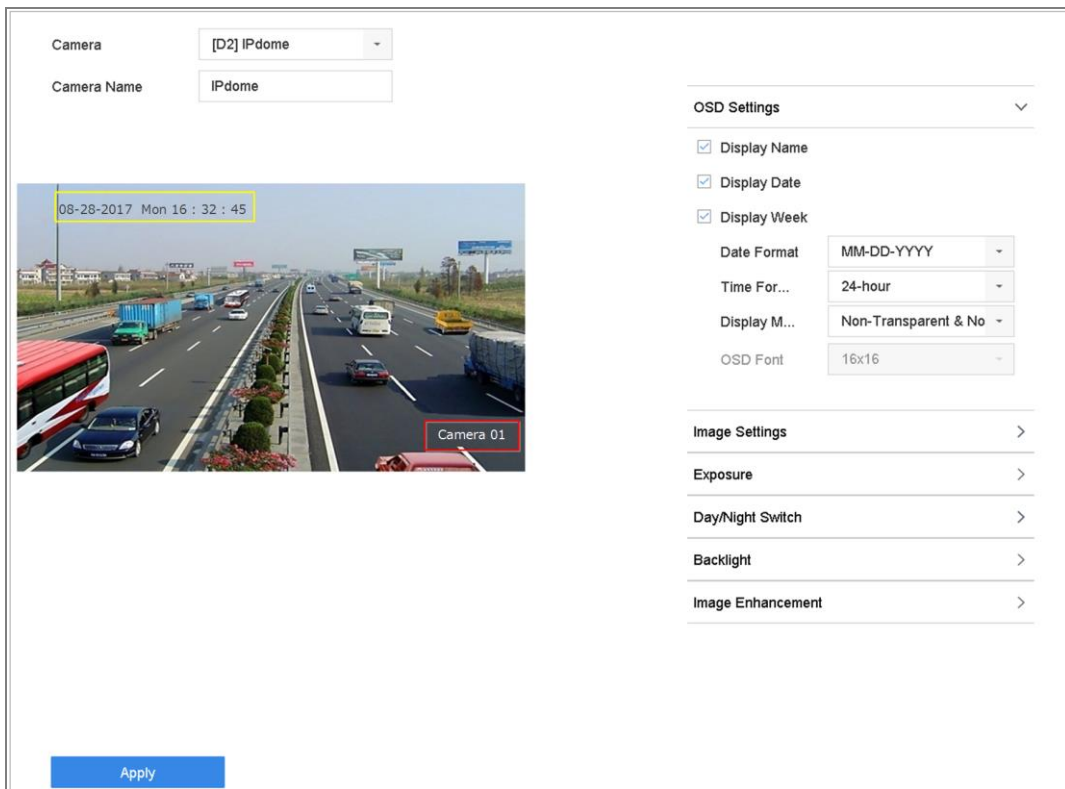 Camera
[D2] IPdome
Camera Name
IPdome
08-28-2017 Mon 16 : 32 : 45
Camera 01
OSD Settings
Display Name
Display Date
Display Week
Date Format
MM-DD-YYYY
Time For...
24-hour
Display M...
Non-Transparent & No
OSD Font
16x16
Image Settings
Exposure
Day/Night Switch
Backlight
Image Enhancement
Apply